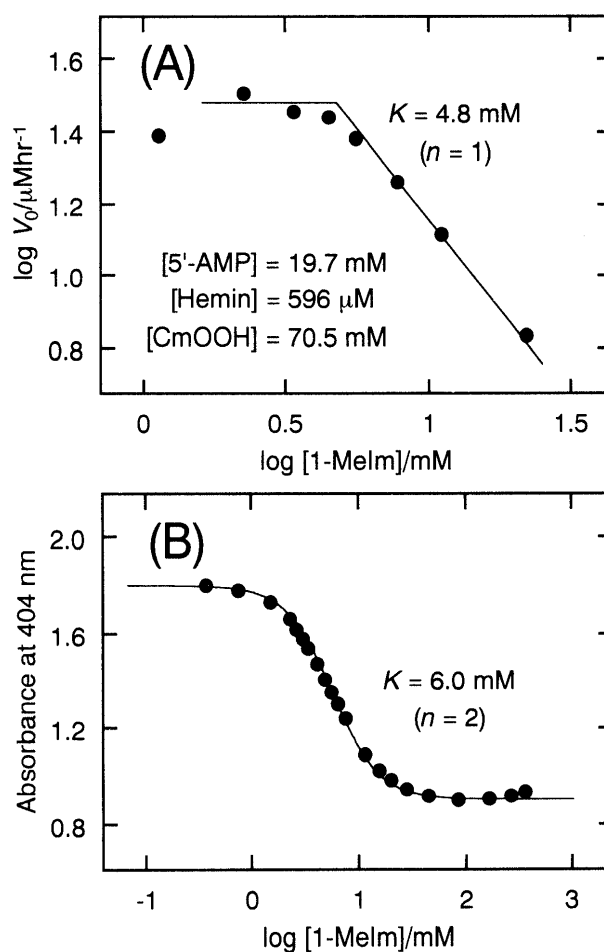 (A)
1.6
1.4
1.2
1.0
0.8
log V₀/μMhr⁻¹
K = 4.8 mM
(n = 1)
[5'-AMP] = 19.7 mM
[Hemin] = 596 μM
[CmOOH] = 70.5 mM
0 0.5 1 1.5
log [1-MeIm]/mM
(B)
2.0
1.6
1.2
0.8
Absorbance at 404 nm
K = 6.0 mM
(n = 2)
-1 0 1 2 3
log [1-MeIm]/mM